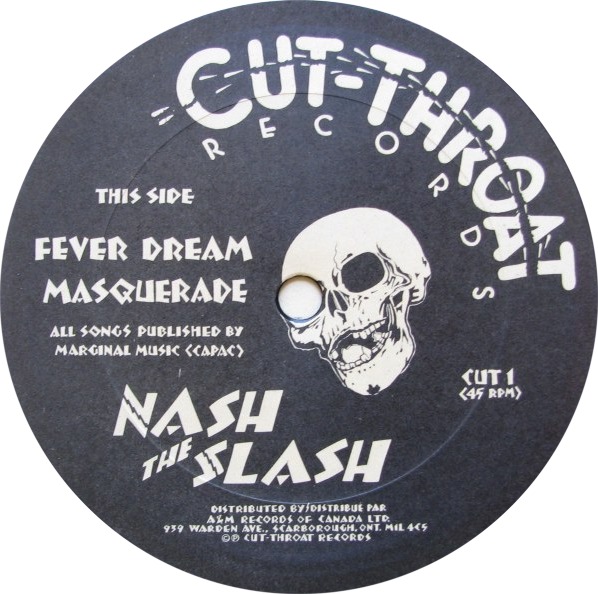 CUT-THROAT
RECORDS
THIS SIDE
FEVER DREAM
MASQUERADE
ALL SONGS PUBLISHED BY
MARGINAL MUSIC (CAPAC)
CUT 1
(45 RPM)
NASH
THE SLASH
DISTRIBUTED BY/DISTRIBUÉ PAR
A&M RECORDS OF CANADA LTD.
939 WARDEN AVE., SCARBOROUGH, ONT. M1L 4C5
©℗ CUT-THROAT RECORDS